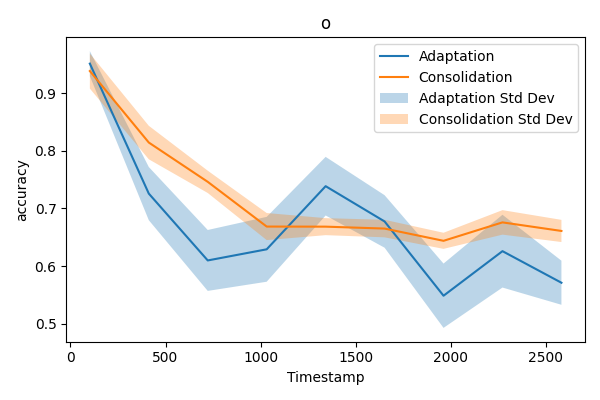 o
Adaptation
Consolidation
Adaptation Std Dev
Consolidation Std Dev
accuracy
0.9
0.8
0.7
0.6
0.5
0 500 1000 1500 2000 2500
Timestamp